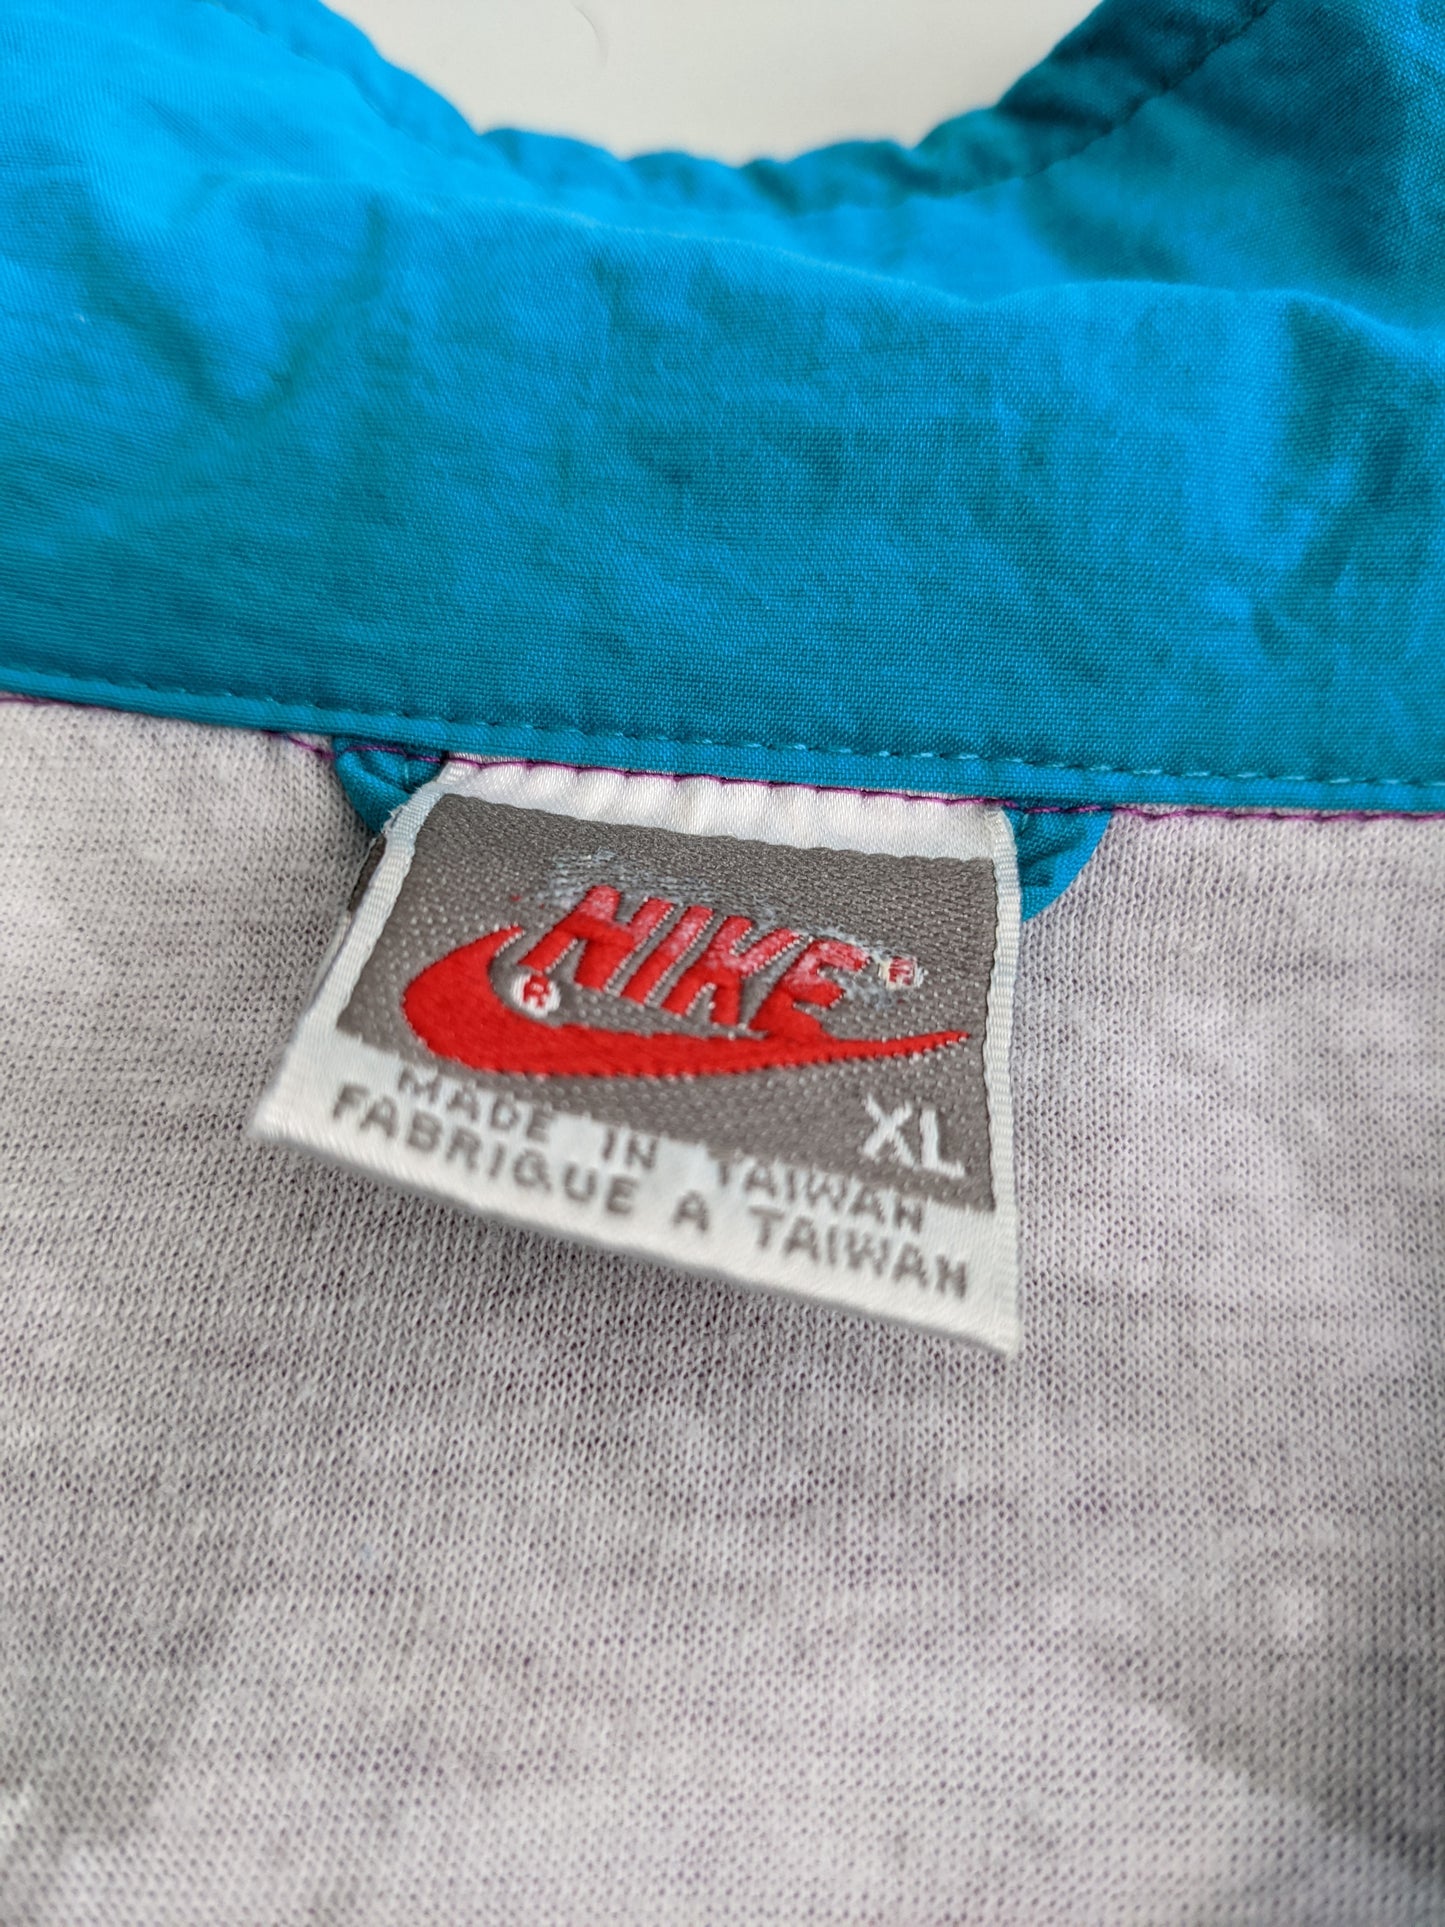 NIKE®
®
XL
MADE IN TAIWAN
FABRIQUE A TAIWAN